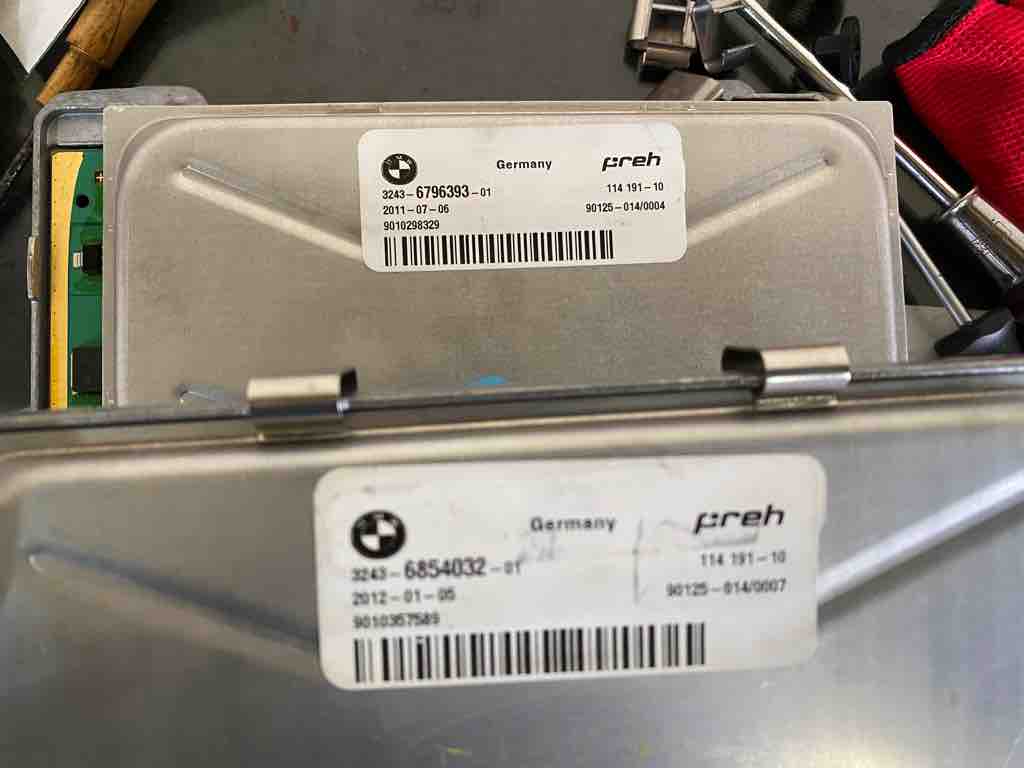 Germany
preh
3243-6796393-01
114 191-10
2011-07-06
90125-014/0004
9010298329
Germany
preh
3243-6854032-01
114 191-10
2012-01-05
90125-014/0007
9010357589